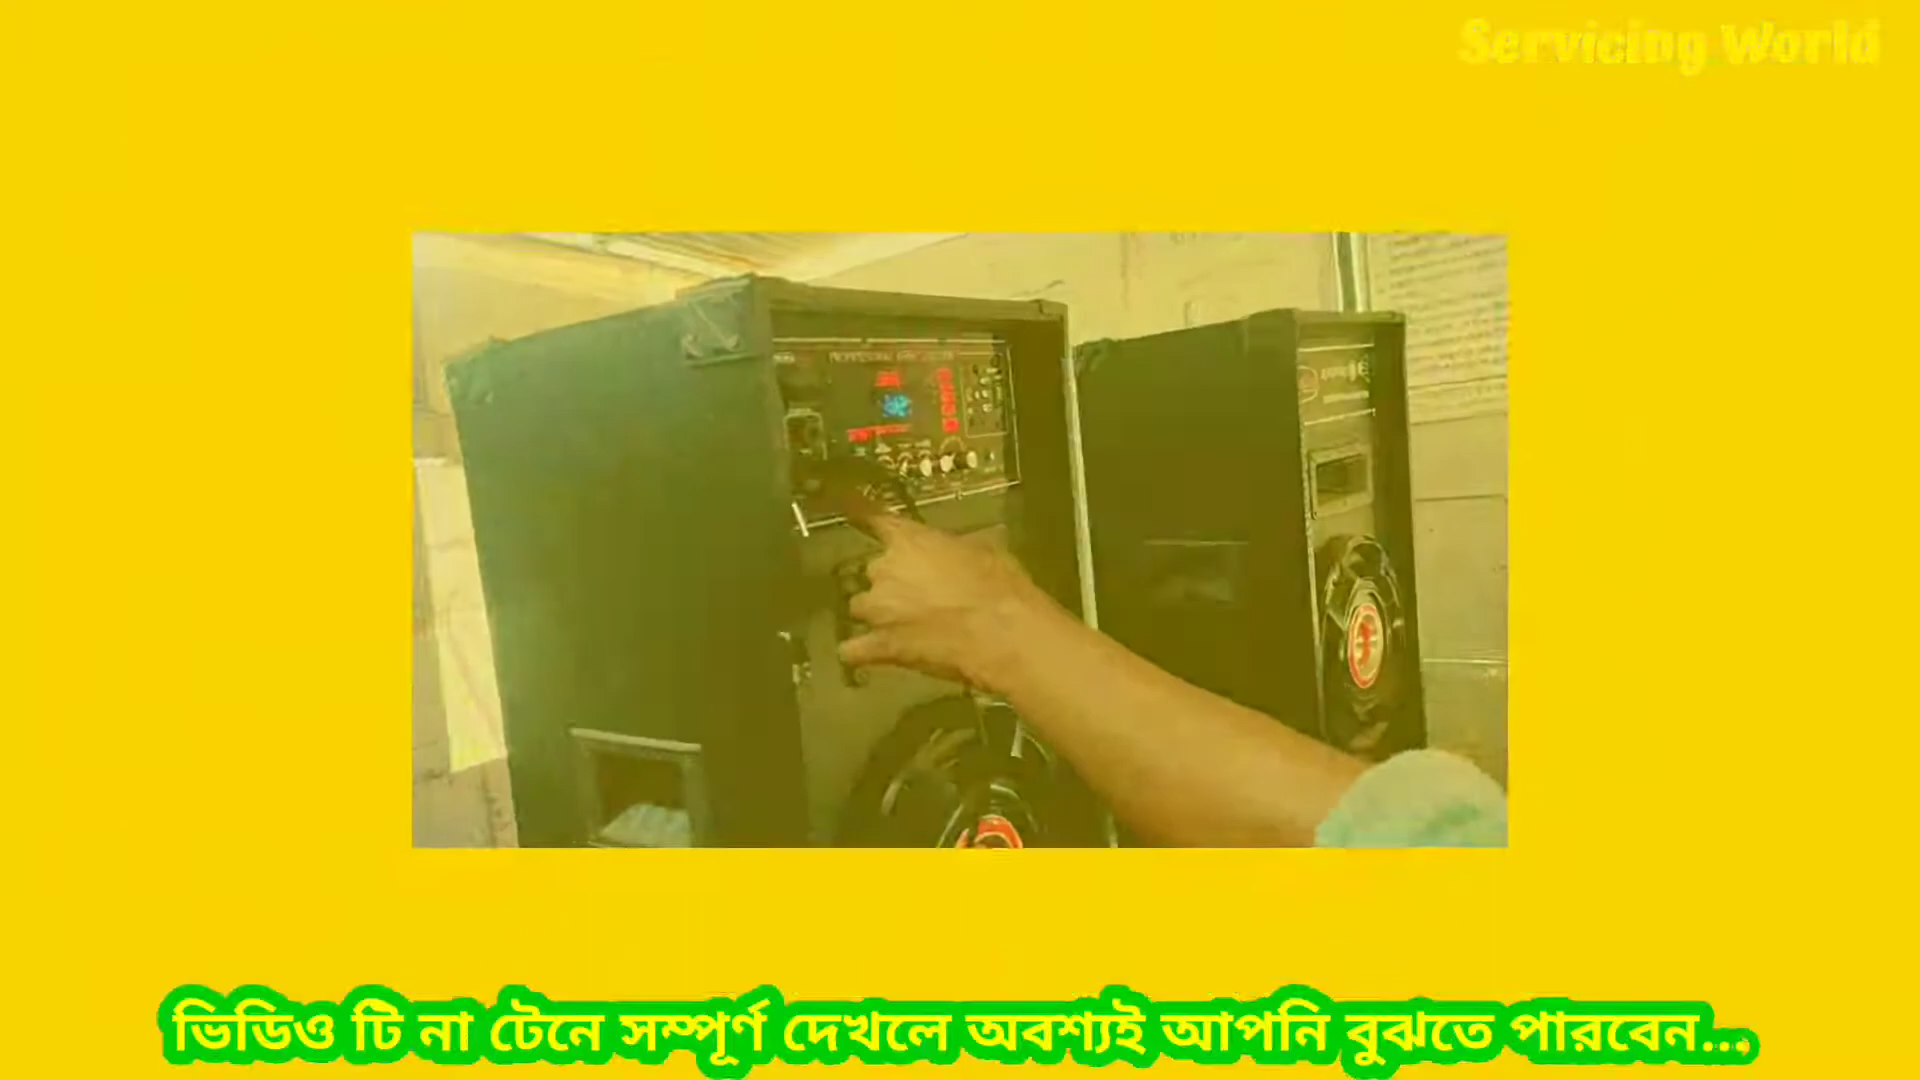 Servicing World
ভিডিও টি না টেনে সম্পূর্ণ দেখলে অবশ্যই আপনি বুঝতে পারবেন...